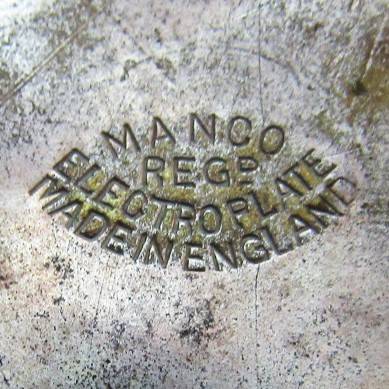 MANCO
REGD
ELECTROPLATE
MADE IN ENGLAND